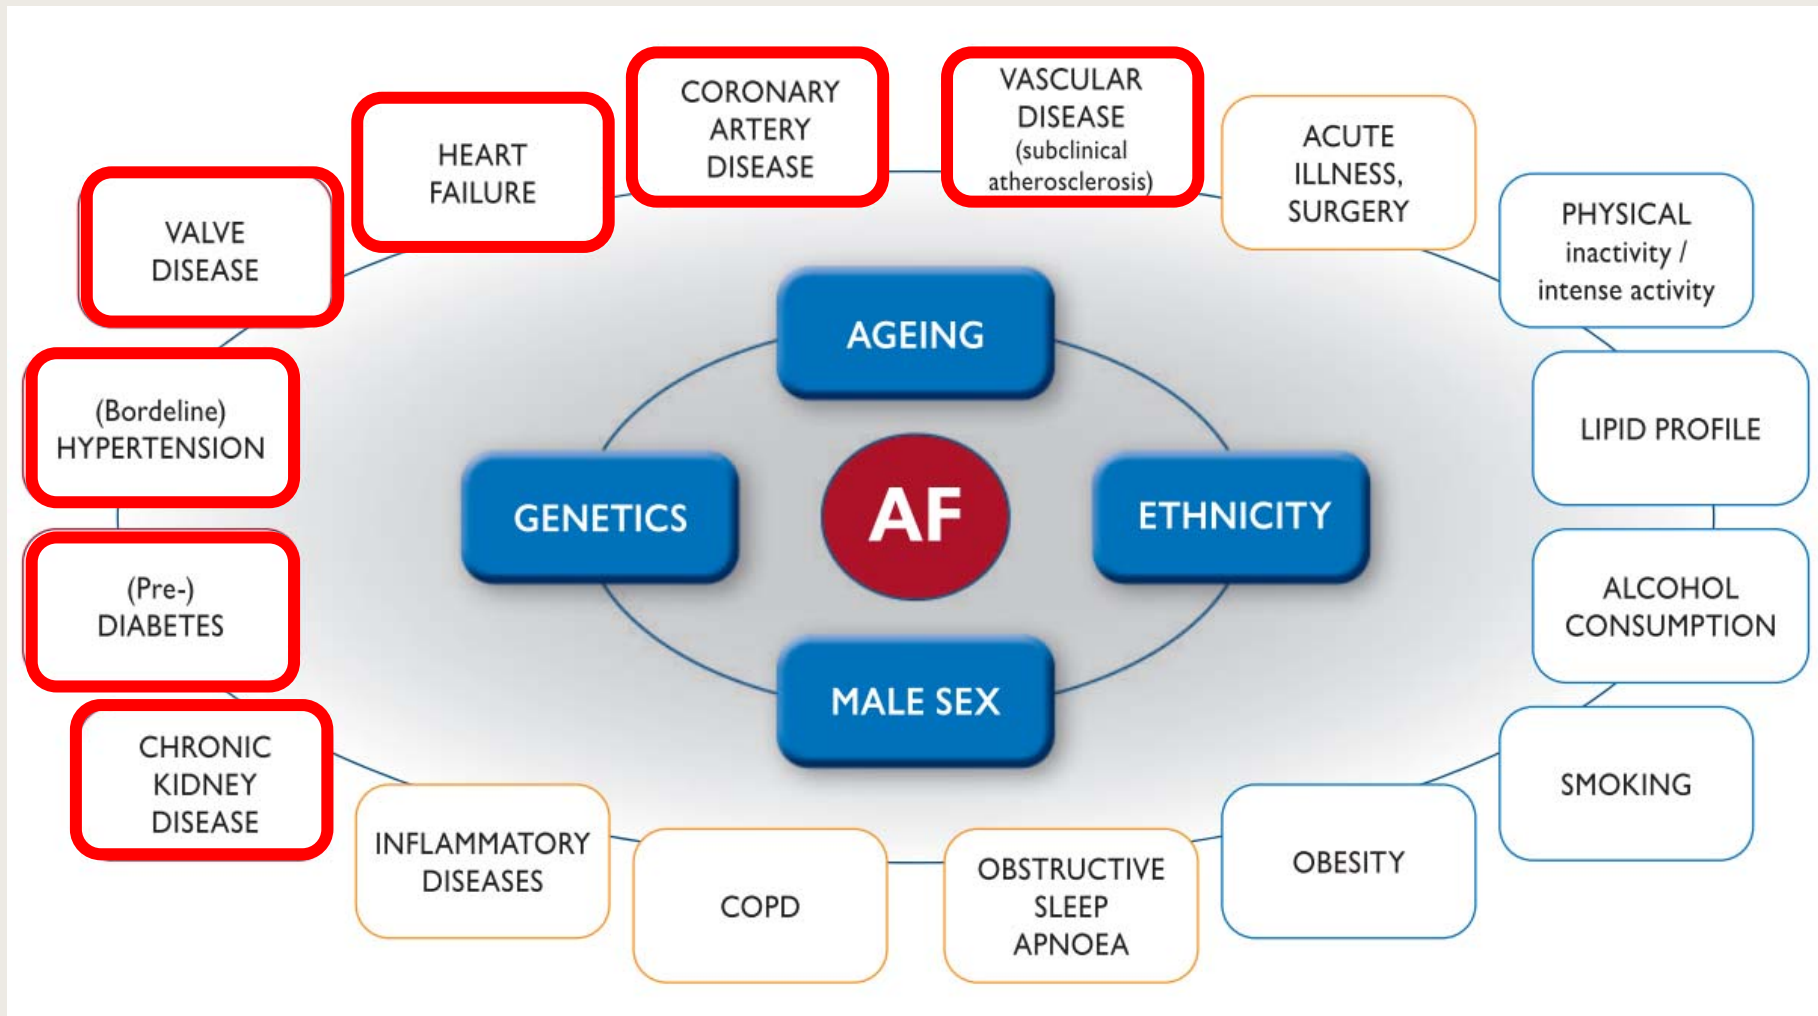 CORONARY
ARTERY
DISEASE
VASCULAR
DISEASE
(subclinical
atherosclerosis)
HEART
FAILURE
ACUTE
ILLNESS,
SURGERY
VALVE
DISEASE
PHYSICAL
inactivity /
intense activity
AGEING
(Bordeline)
HYPERTENSION
LIPID PROFILE
GENETICS
AF
ETHNICITY
(Pre-)
DIABETES
ALCOHOL
CONSUMPTION
MALE SEX
CHRONIC
KIDNEY
DISEASE
SMOKING
INFLAMMATORY
DISEASES
COPD
OBSTRUCTIVE
SLEEP
APNOEA
OBESITY